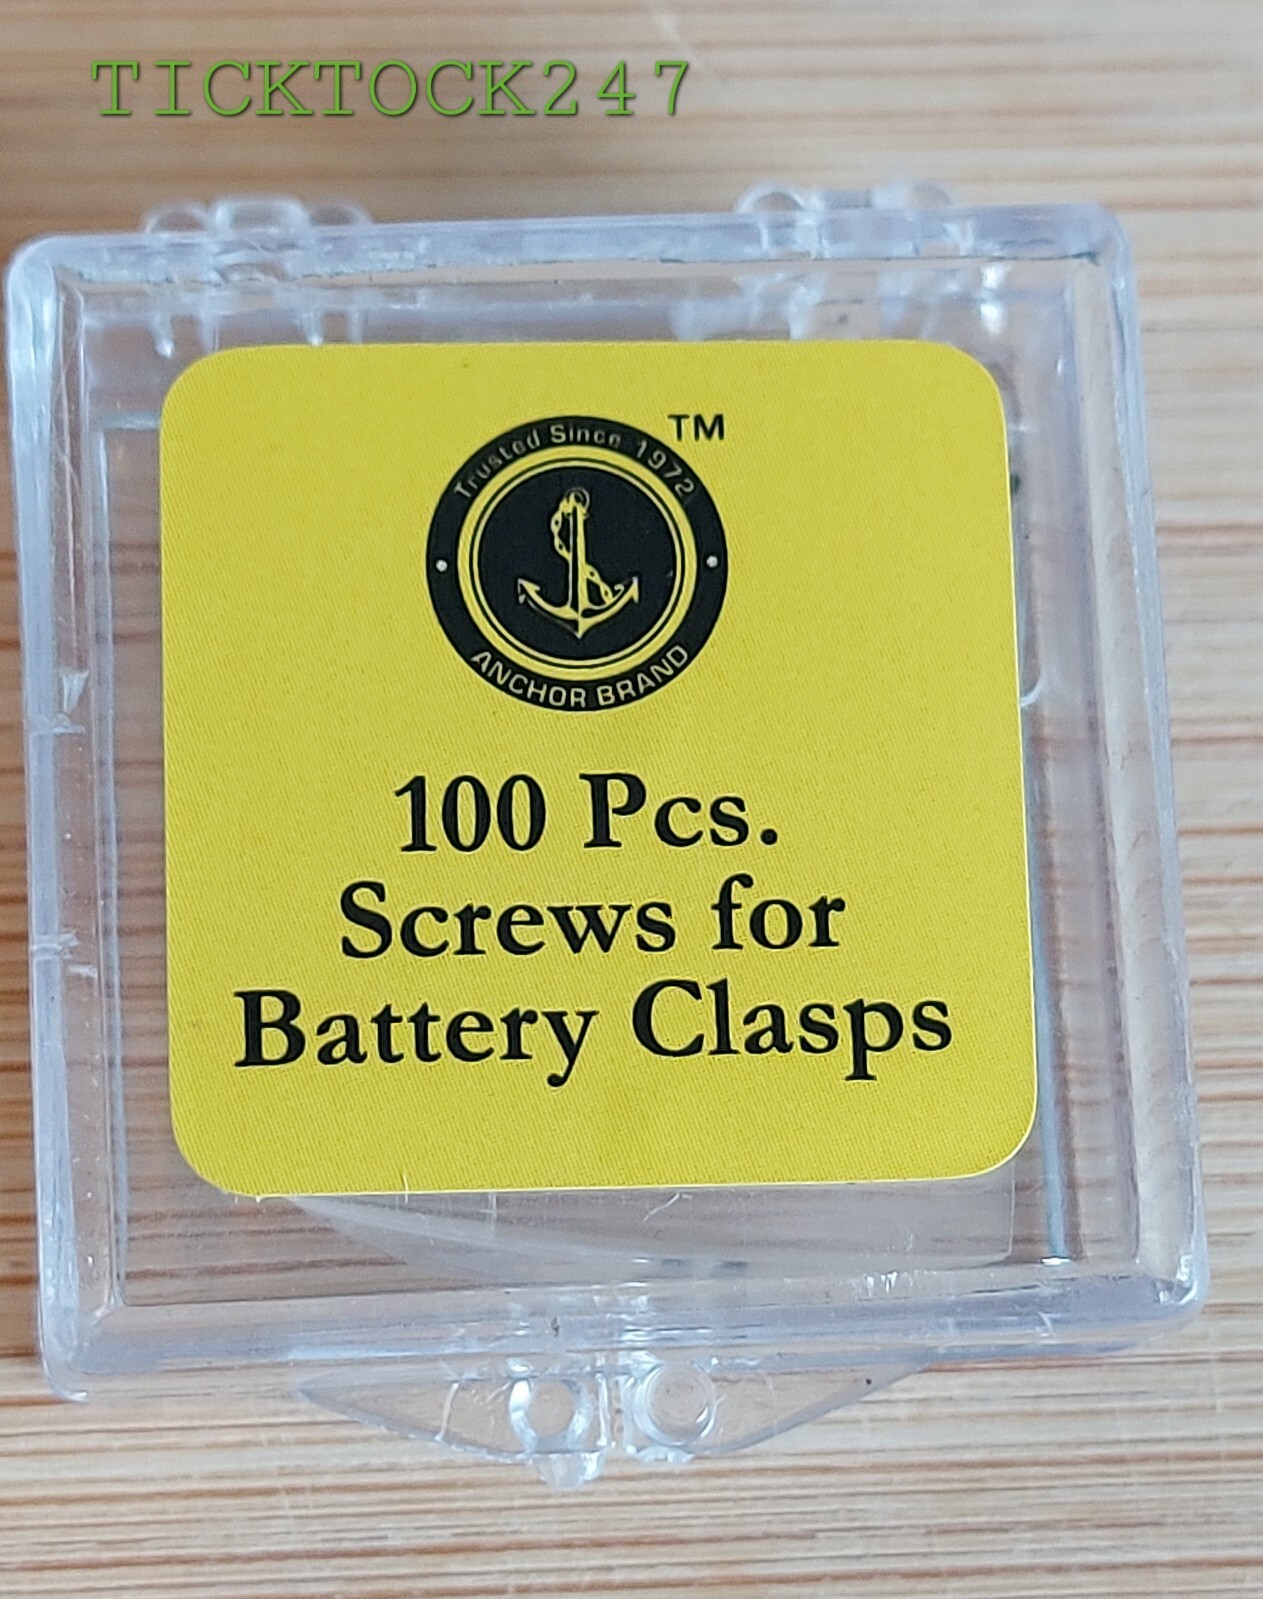 TICKTOCK247
Trusted Since 1972
TM
ANCHOR BRAND
100 Pcs.
Screws for
Battery Clasps